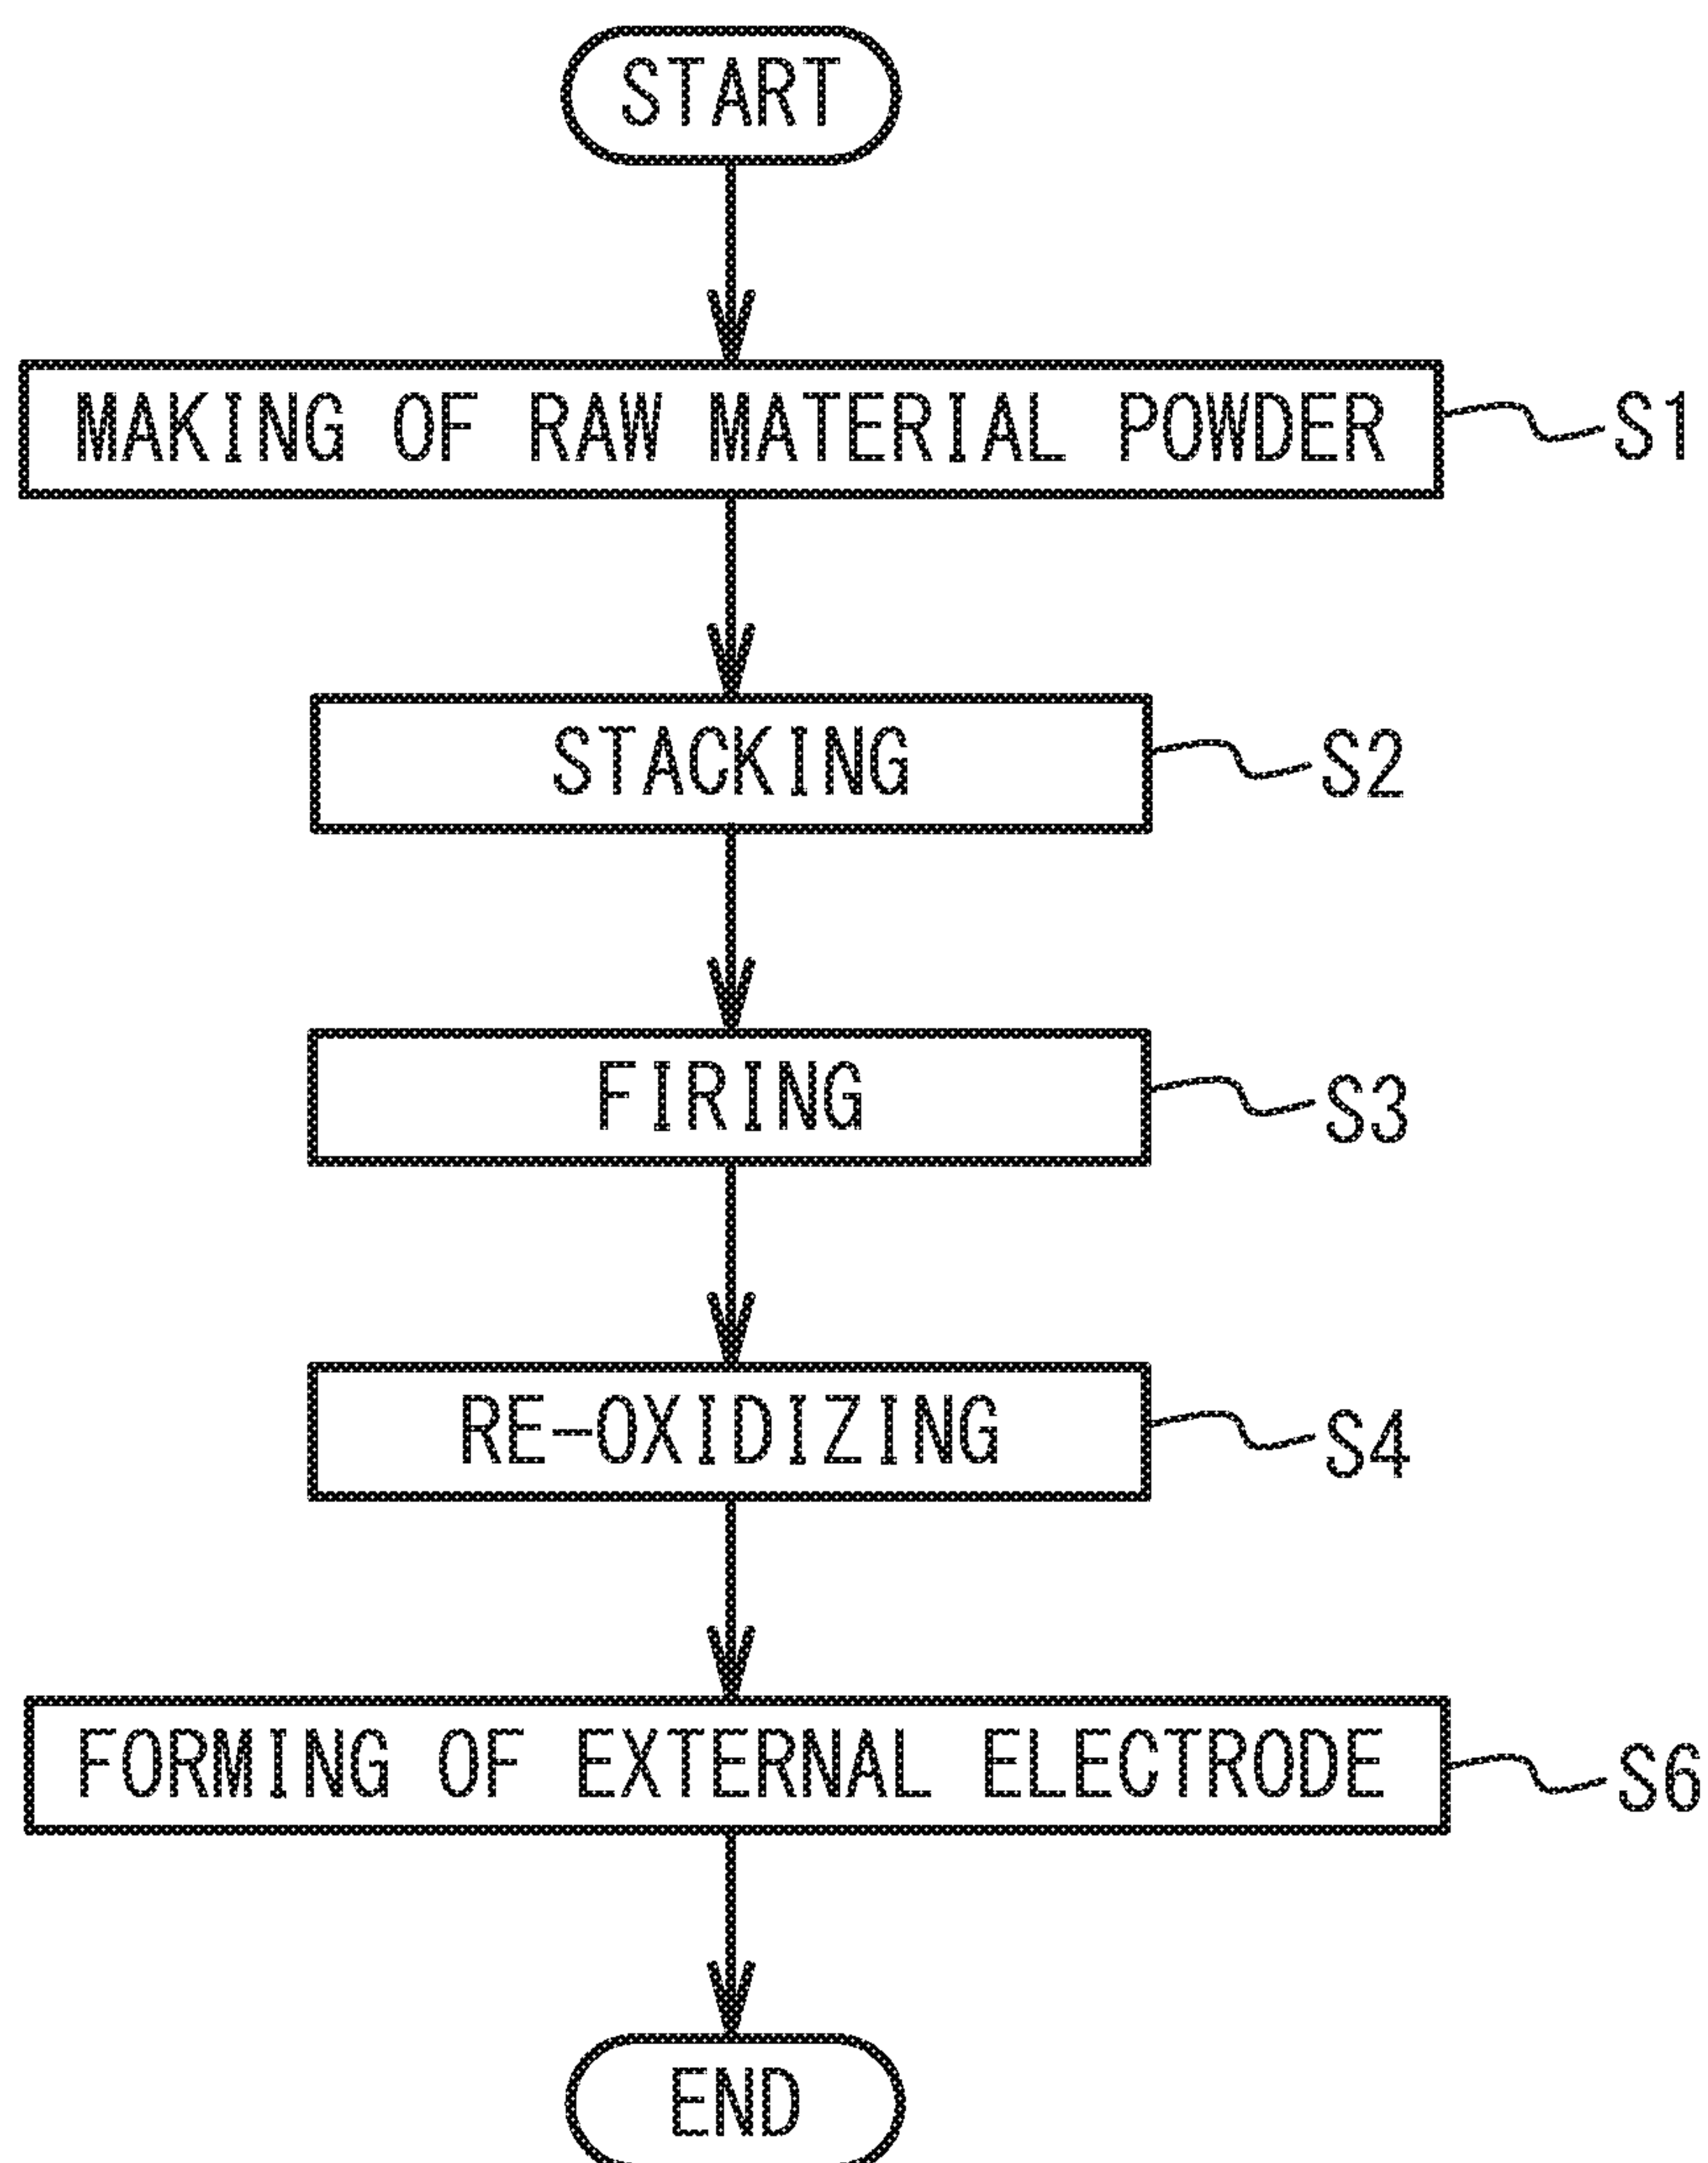 START
MAKING OF RAW MATERIAL POWDER
S1
STACKING
S2
FIRING
S3
RE-OXIDIZING
S4
FORMING OF EXTERNAL ELECTRODE
S6
END